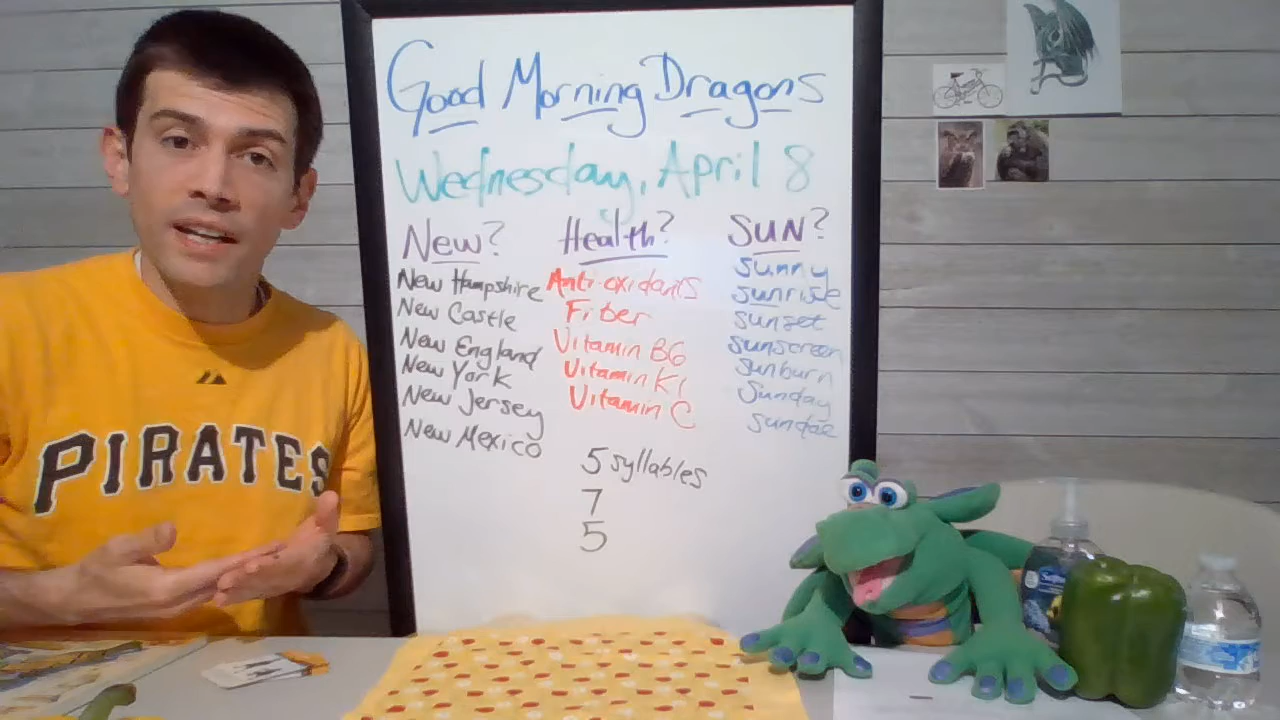 Good Morning Dragons
Wednesday, April 8
New?
New Hampshire
New Castle
New England
New York
New Jersey
New Mexico
Health?
Anti-oxidants
Fiber
Vitamin B6
Vitamin K1
Vitamin C
SUN?
sunny
sunrise
sunset
sunscreen
sunburn
Sunday
sundae
5 syllables
7
5
PIRATES